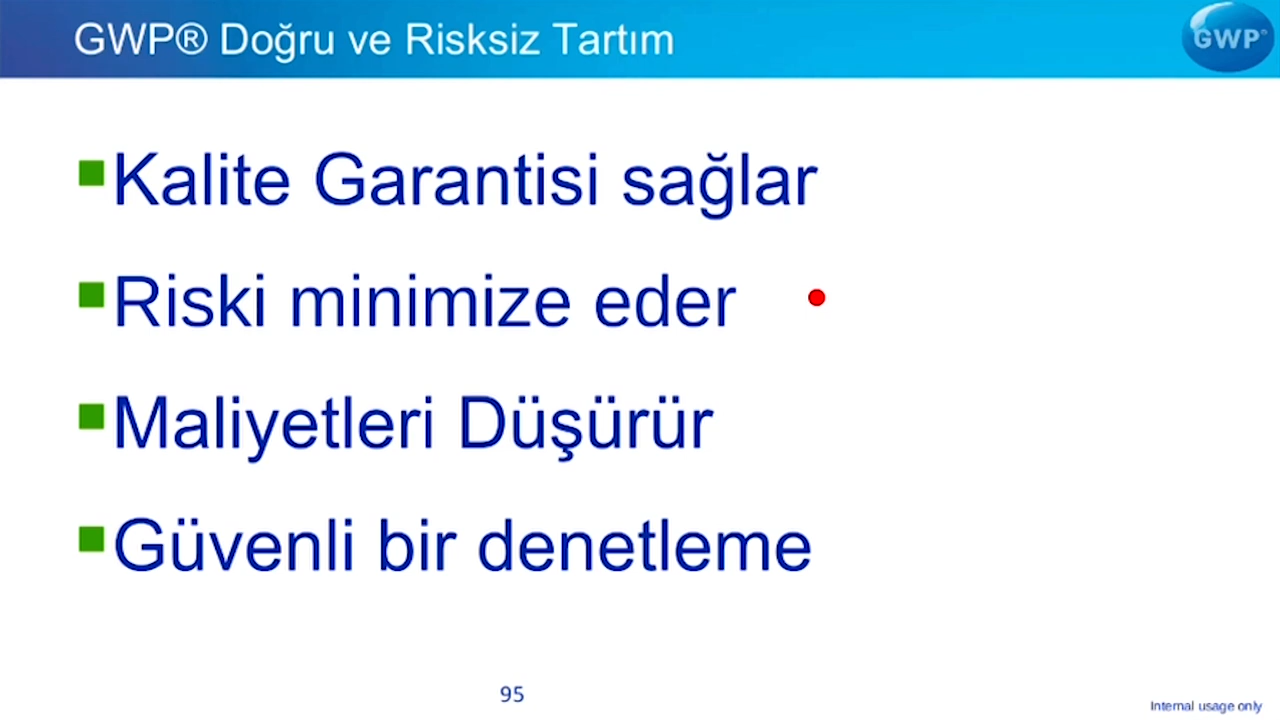 GWP® Doğru ve Risksiz Tartım
GWP®
Kalite Garantisi sağlar
Riski minimize eder
Maliyetleri Düşürür
Güvenli bir denetleme
95
Internal usage only